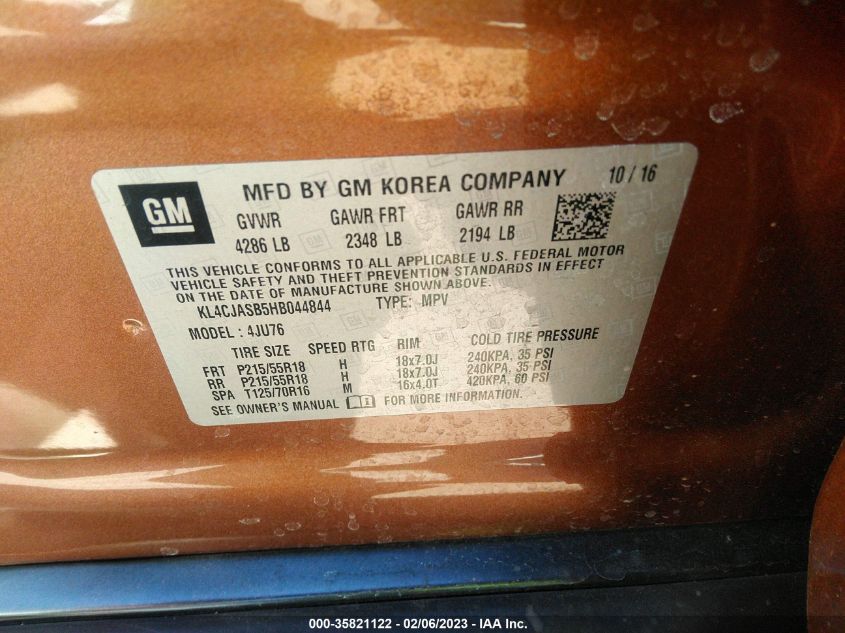 GM
MFD BY GM KOREA COMPANY 10 / 16
GVWR GAWR FRT GAWR RR
4286 LB 2348 LB 2194 LB
THIS VEHICLE CONFORMS TO ALL APPLICABLE U.S. FEDERAL MOTOR
VEHICLE SAFETY AND THEFT PREVENTION STANDARDS IN EFFECT
ON THE DATE OF MANUFACTURE SHOWN ABOVE.
KL4CJASB5HB044844 TYPE: MPV
MODEL : 4JU76
TIRE SIZE SPEED RTG RIM COLD TIRE PRESSURE
FRT P215/55R18 H 18x7.0J 240KPA, 35 PSI
RR P215/55R18 H 18x7.0J 240KPA, 35 PSI
SPA T125/70R16 M 16x4.0T 420KPA, 60 PSI
SEE OWNER'S MANUAL FOR MORE INFORMATION.
000-35821122 - 02/06/2023 - IAA Inc.